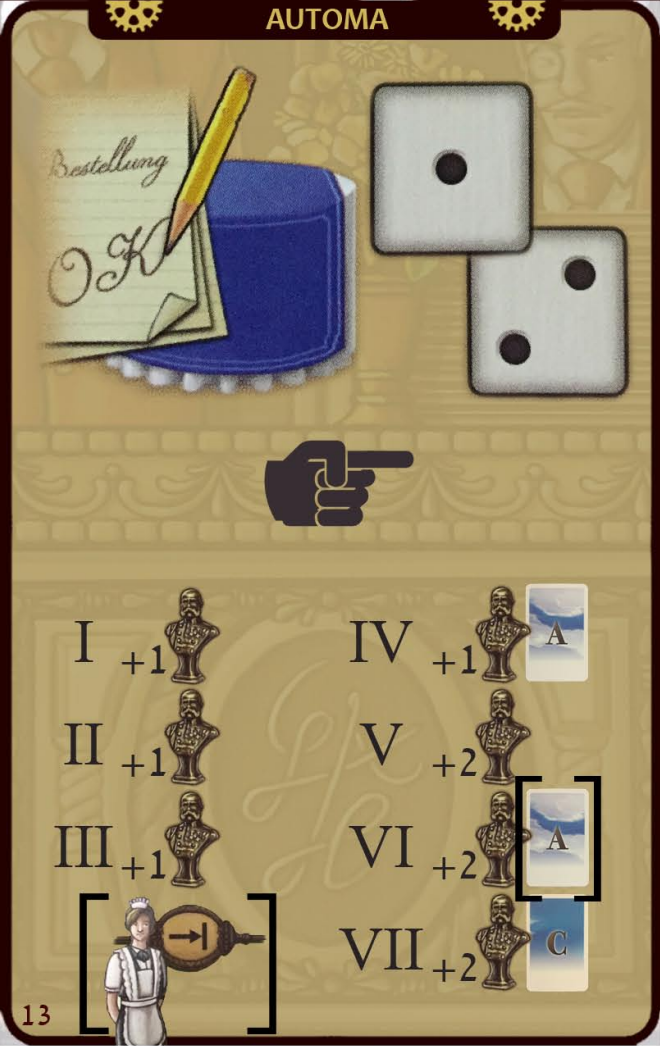 AUTOMA
Bestellung
OK
I +1
II +1
III +1
IV +1 A
V +2
VI +2 A
VII +2 C
13